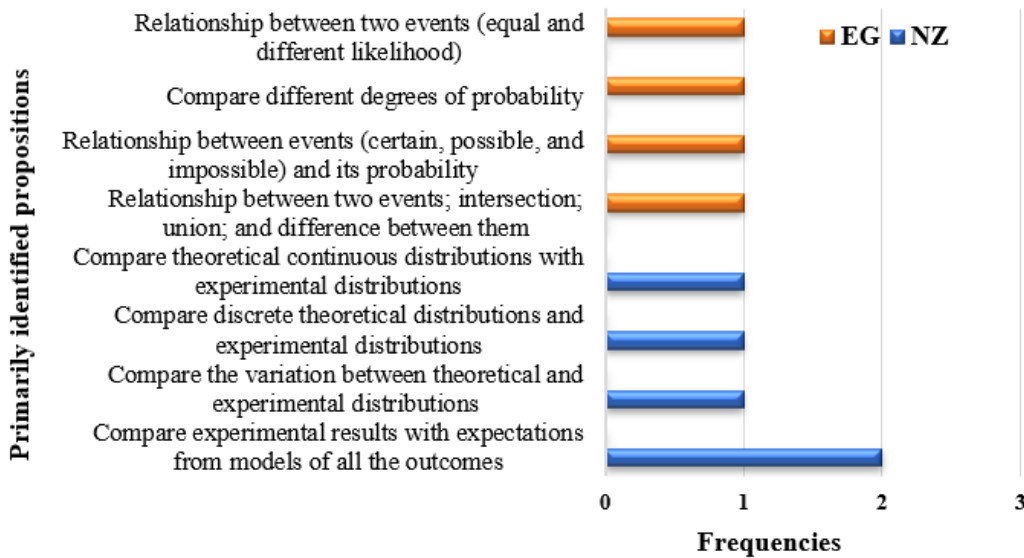 Relationship between two events (equal and
different likelihood)
EG NZ
Compare different degrees of probability
Relationship between events (certain, possible, and
impossible) and its probability
Relationship between two events; intersection;
union; and difference between them
Compare theoretical continuous distributions with
experimental distributions
Compare discrete theoretical distributions and
experimental distributions
Compare the variation between theoretical and
experimental distributions
Compare experimental results with expectations
from models of all the outcomes
Primarily identified propositions
0 1 2 3
Frequencies